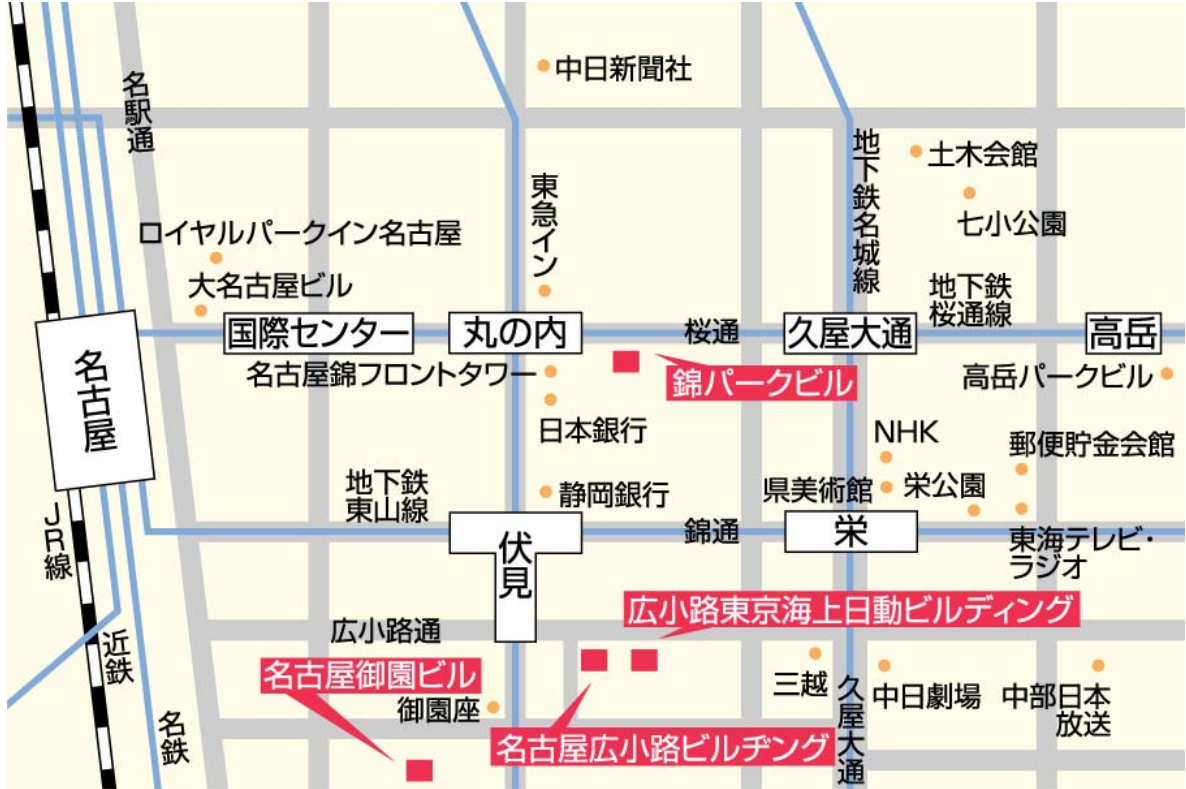 中日新聞社
名駅通
地下鉄名城線
土木会館
七小公園
東急イン
ロイヤルパークイン名古屋
大名古屋ビル
地下鉄
桜通線
名古屋
国際センター
丸の内
桜通
久屋大通
高岳
名古屋錦フロントタワー
錦パークビル
高岳パークビル
日本銀行
NHK
郵便貯金会館
地下鉄
東山線
静岡銀行
県美術館
栄公園
JR線
伏見
錦通
栄
東海テレビ・
ラジオ
広小路東京海上日動ビルディング
広小路通
近鉄
名古屋御園ビル
三越
久屋大通
中日劇場
中部日本
放送
名鉄
御園座
名古屋広小路ビルヂング